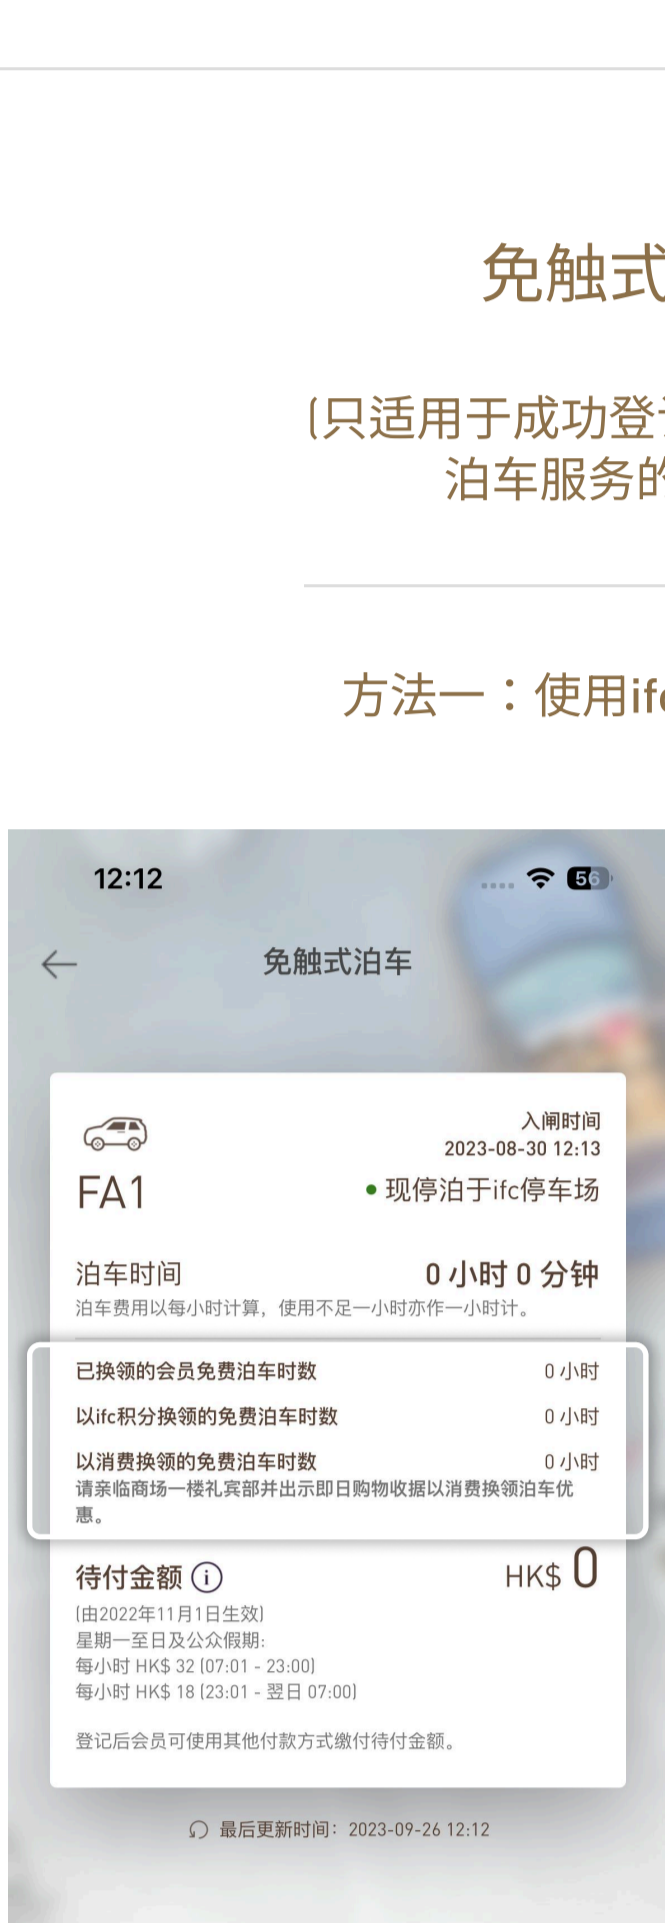 免触式
(只适用于成功登
泊车服务的
方法一：使用ifc
12:12
56
免触式泊车
入闸时间
2023-08-30 12:13
FA1
现停泊于ifc停车场
泊车时间 0 小时 0 分钟
泊车费用以每小时计算，使用不足一小时亦作一小时计。
已换领的会员免费泊车时数 0 小时
以ifc积分换领的免费泊车时数 0 小时
以消费换领的免费泊车时数 0 小时
请亲临商场一楼礼宾部并出示即日购物收据以消费换领泊车优
惠。
待付金额 i HK$ 0
(由2022年11月1日生效)
星期一至日及公众假期:
每小时 HK$ 32 (07:01 - 23:00)
每小时 HK$ 18 (23:01 - 翌日 07:00)
登记后会员可使用其他付款方式缴付待付金额。
最后更新时间：2023-09-26 12:12